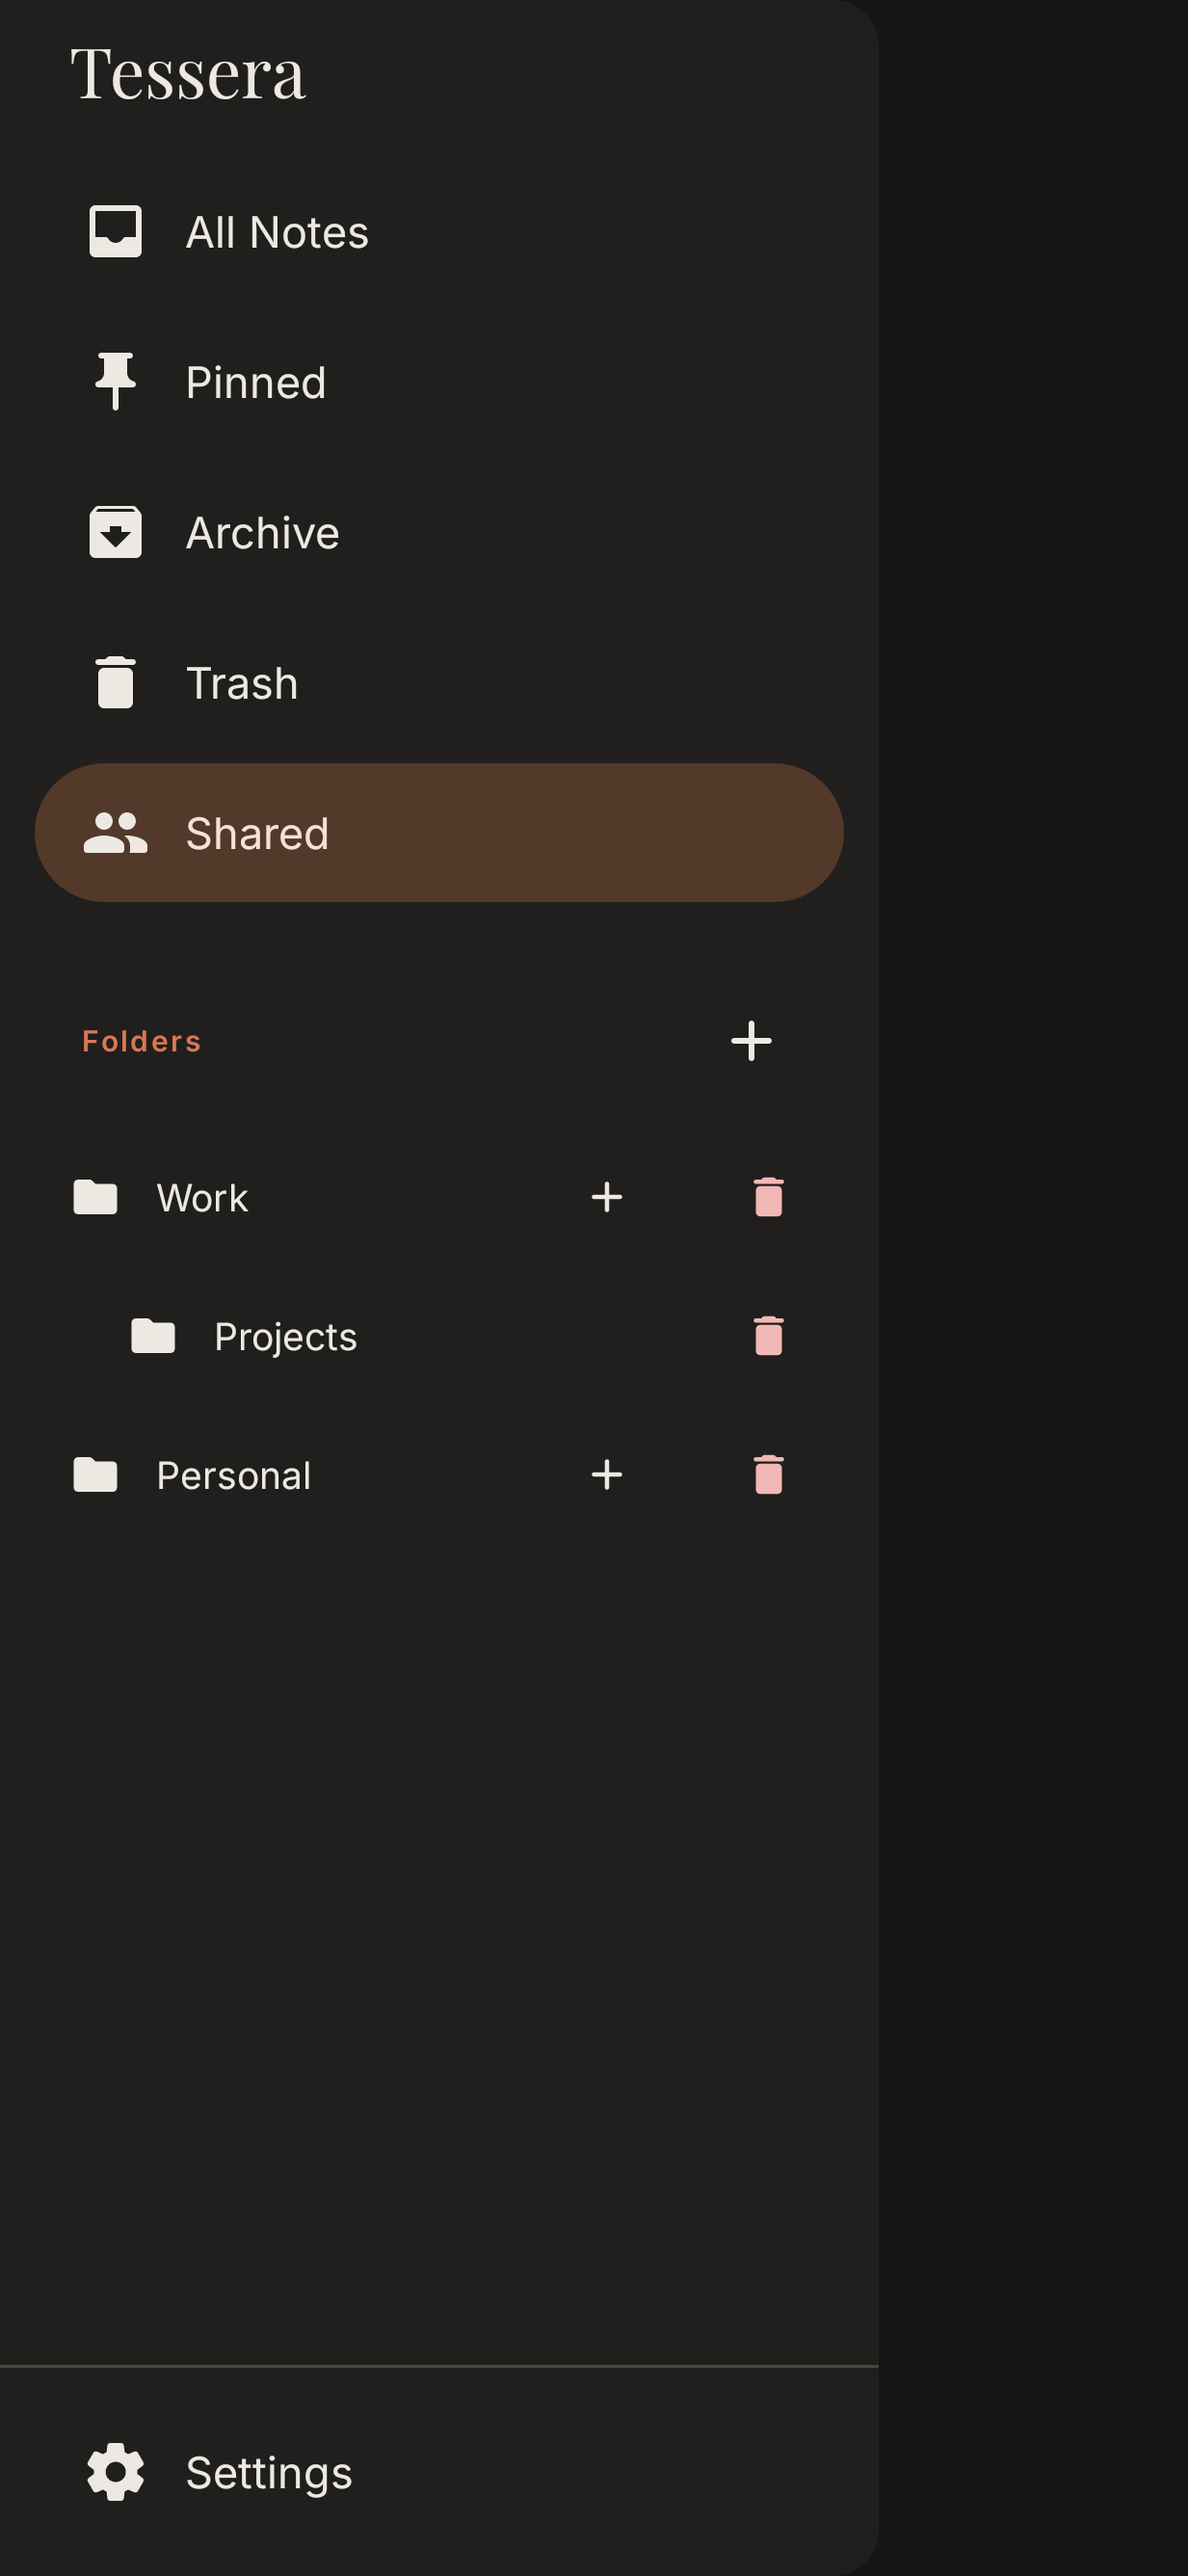 Tessera
All Notes
Pinned
Archive
Trash
Shared
Folders
Work
Projects
Personal
Settings